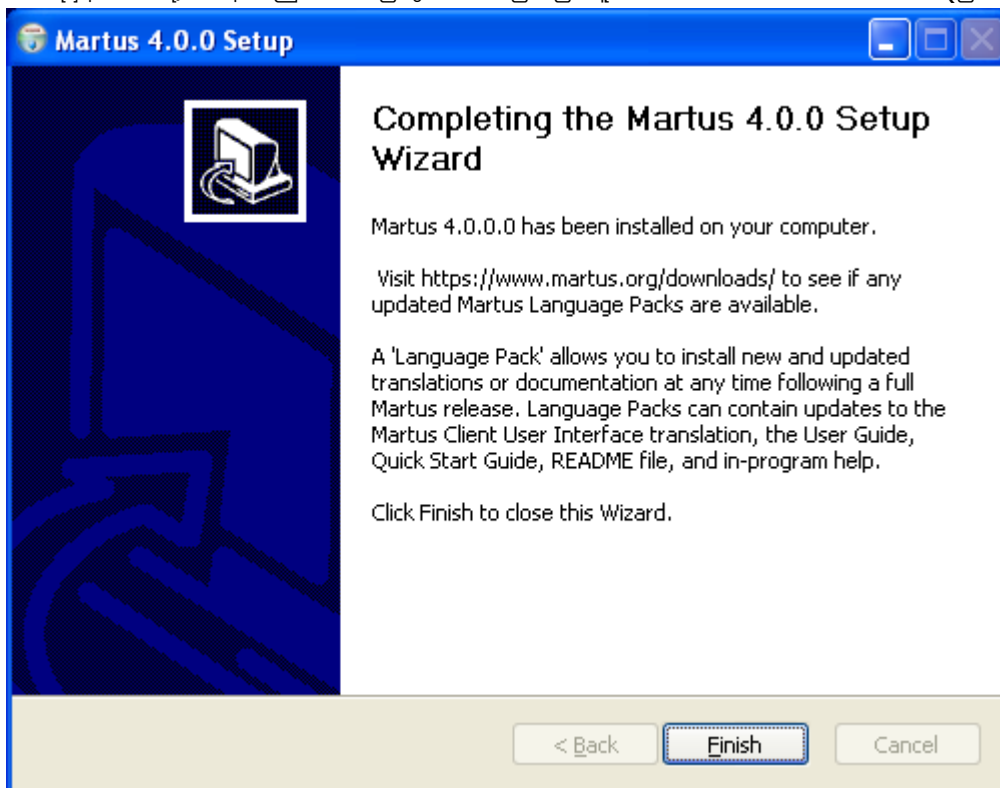 Martus 4.0.0 Setup
Completing the Martus 4.0.0 Setup
Wizard
Martus 4.0.0.0 has been installed on your computer.
Visit https://www.martus.org/downloads/ to see if any
updated Martus Language Packs are available.
A 'Language Pack' allows you to install new and updated
translations or documentation at any time following a full
Martus release. Language Packs can contain updates to the
Martus Client User Interface translation, the User Guide,
Quick Start Guide, README file, and in-program help.
Click Finish to close this Wizard.
< Back
Finish
Cancel